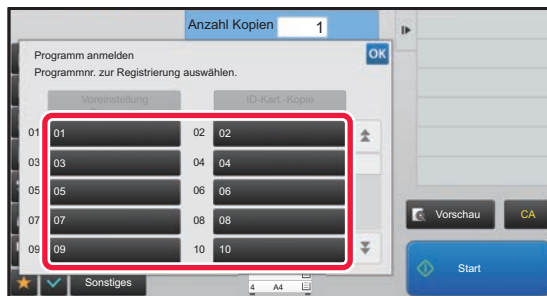 Anzahl Kopien 1
Programm anmelden
OK
Programmnr. zur Registrierung auswählen.
Voreinstellung
ID-Kart.-Kopie
01 01 02 02
03 03 04 04
05 05 06 06
07 07 08 08
09 09 10 10
Vorschau CA
Start
Sonstiges
4 A4